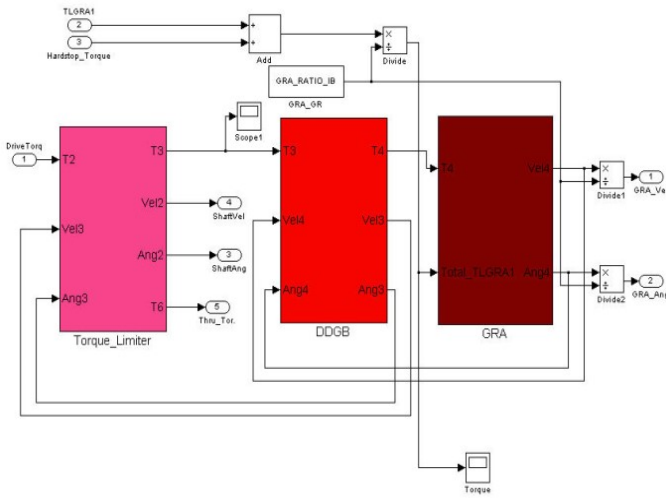 TLGRA1
2
3
Hardstop_Torque
+
+
Add
×
÷
Divide
GRA_RATIO_IB
GRA_GR
Scope1
DriveTorq
1
T2
Vel3
Ang3
T3
Vel2
Ang2
T6
Torque_Limiter
4
ShaftVel
3
ShaftAng
5
Thru_Tor.
T3
Vel4
Ang4
T4
Vel3
Ang3
DDGB
T4
Total_TLGRA1
Vel4
Ang4
GRA
×
÷
Divide1
1
GRA_Vel
×
÷
Divide2
2
GRA_Ang
Torque